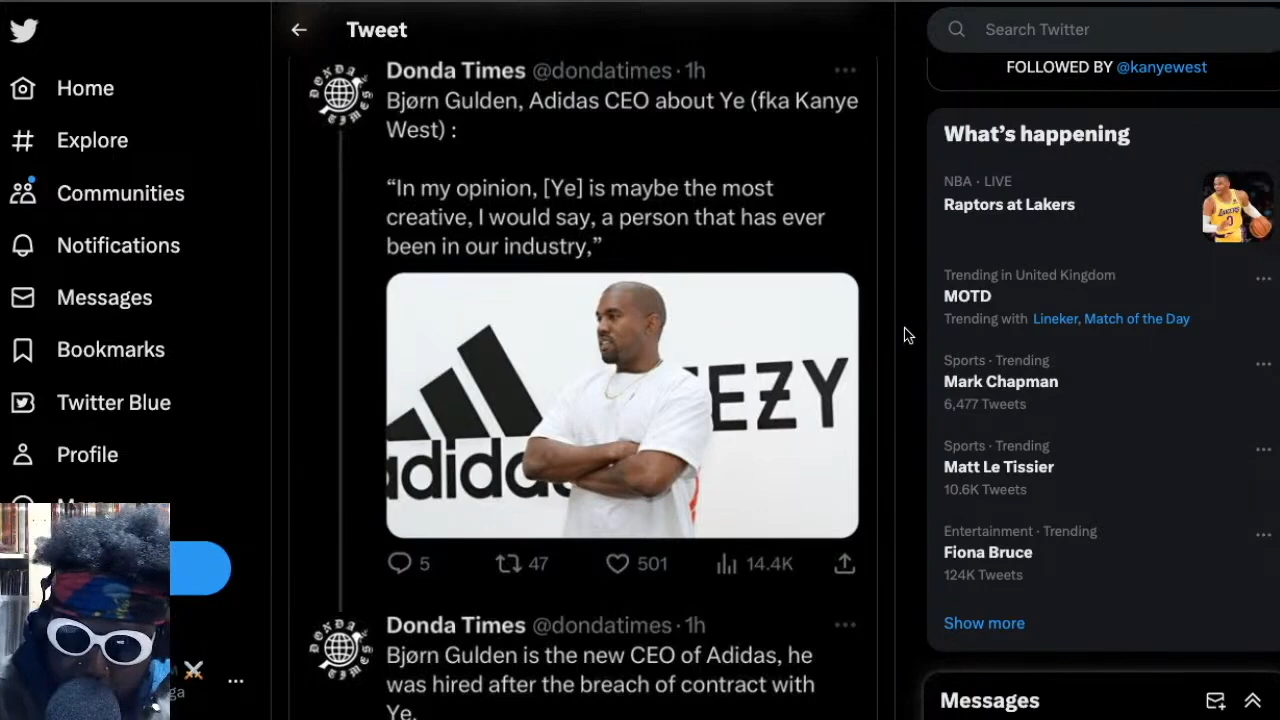 Home
Explore
Communities
Notifications
Messages
Bookmarks
Twitter Blue
Profile
Tweet
Donda Times @dondatimes · 1h
Bjørn Gulden, Adidas CEO about Ye (fka Kanye
West) :
“In my opinion, [Ye] is maybe the most
creative, I would say, a person that has ever
been in our industry,”
adidas
EEZY
5
47
501
14.4K
Donda Times @dondatimes · 1h
Bjørn Gulden is the new CEO of Adidas, he
was hired after the breach of contract with
Ye.
Search Twitter
FOLLOWED BY @kanyewest
What’s happening
NBA · LIVE
Raptors at Lakers
Trending in United Kingdom
MOTD
Trending with Lineker, Match of the Day
Sports · Trending
Mark Chapman
6,477 Tweets
Sports · Trending
Matt Le Tissier
10.6K Tweets
Entertainment · Trending
Fiona Bruce
124K Tweets
Show more
Messages